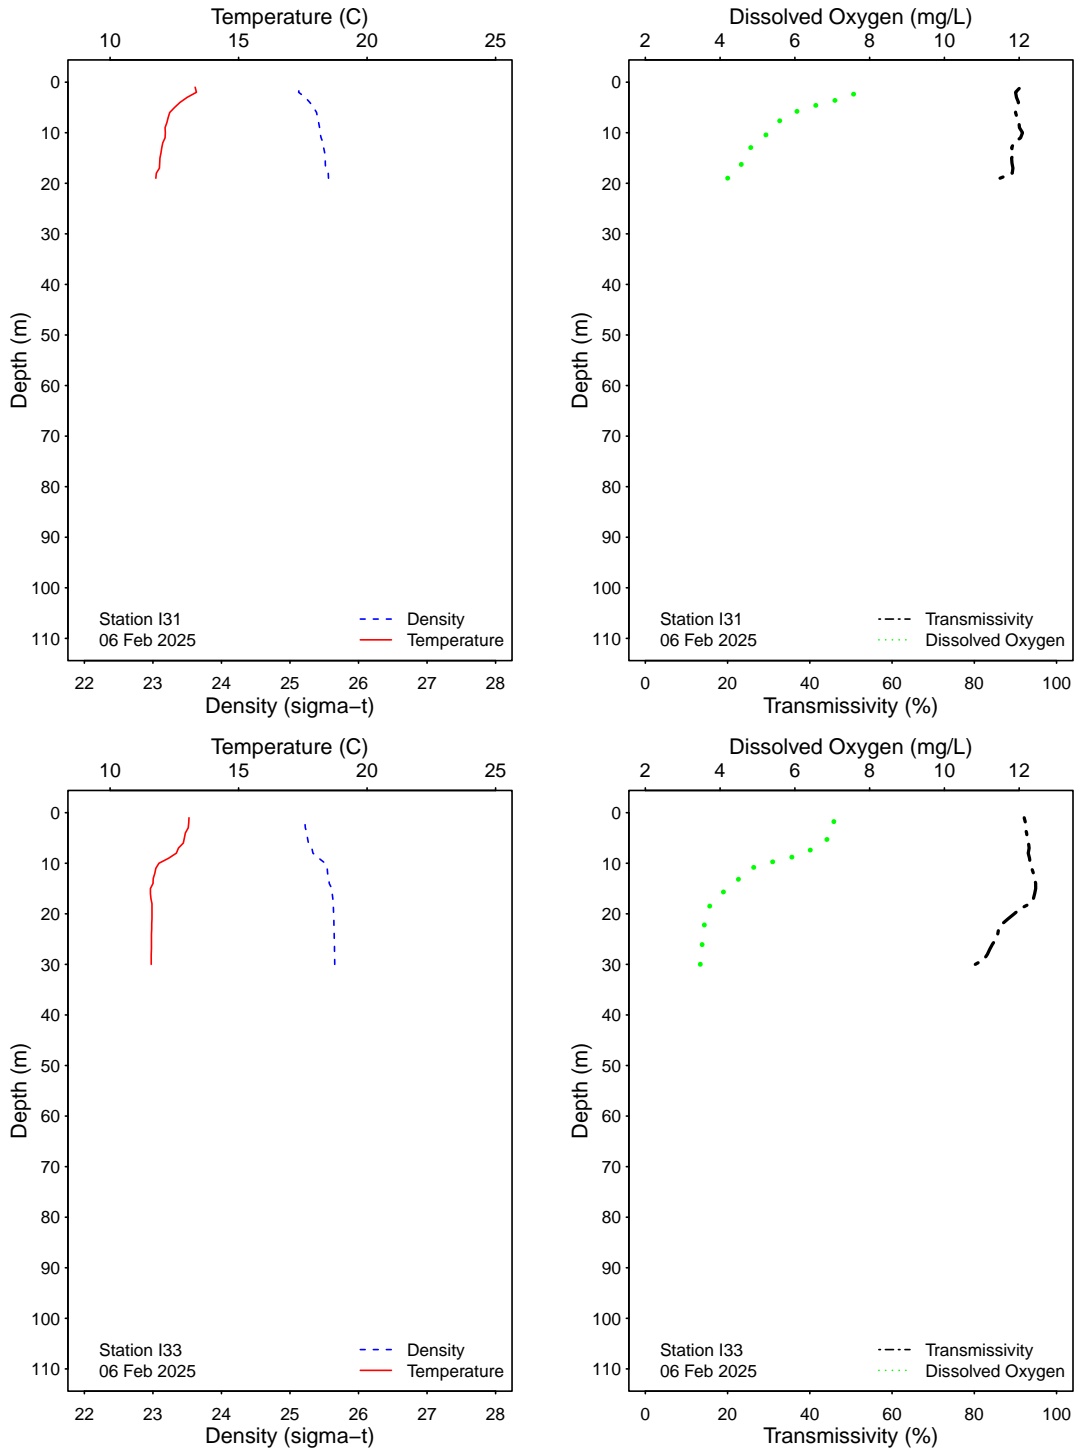 Temperature (C)
10 15 20 25
0
10
20
30
40
50
60
70
80
90
100
110
Depth (m)
Station I31
06 Feb 2025
Density
Temperature
22 23 24 25 26 27 28
Density (sigma−t)
Dissolved Oxygen (mg/L)
2 4 6 8 10 12
0
10
20
30
40
50
60
70
80
90
100
110
Depth (m)
Station I31
06 Feb 2025
Transmissivity
Dissolved Oxygen
0 20 40 60 80 100
Transmissivity (%)
Temperature (C)
10 15 20 25
0
10
20
30
40
50
60
70
80
90
100
110
Depth (m)
Station I33
06 Feb 2025
Density
Temperature
22 23 24 25 26 27 28
Density (sigma−t)
Dissolved Oxygen (mg/L)
2 4 6 8 10 12
0
10
20
30
40
50
60
70
80
90
100
110
Depth (m)
Station I33
06 Feb 2025
Transmissivity
Dissolved Oxygen
0 20 40 60 80 100
Transmissivity (%)